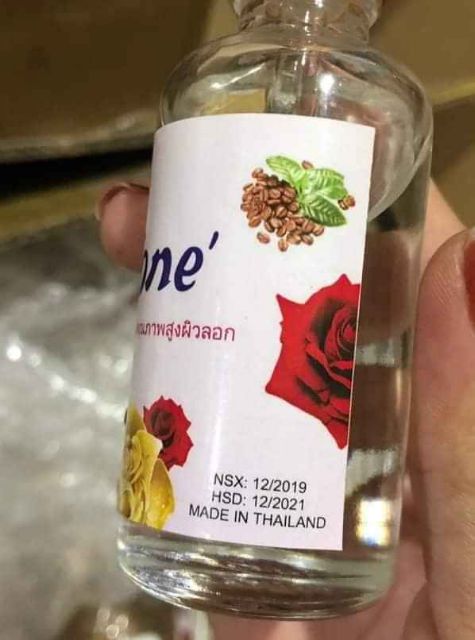 one'
คุณภาพสูงผิวลอก
NSX: 12/2019
HSD: 12/2021
MADE IN THAILAND